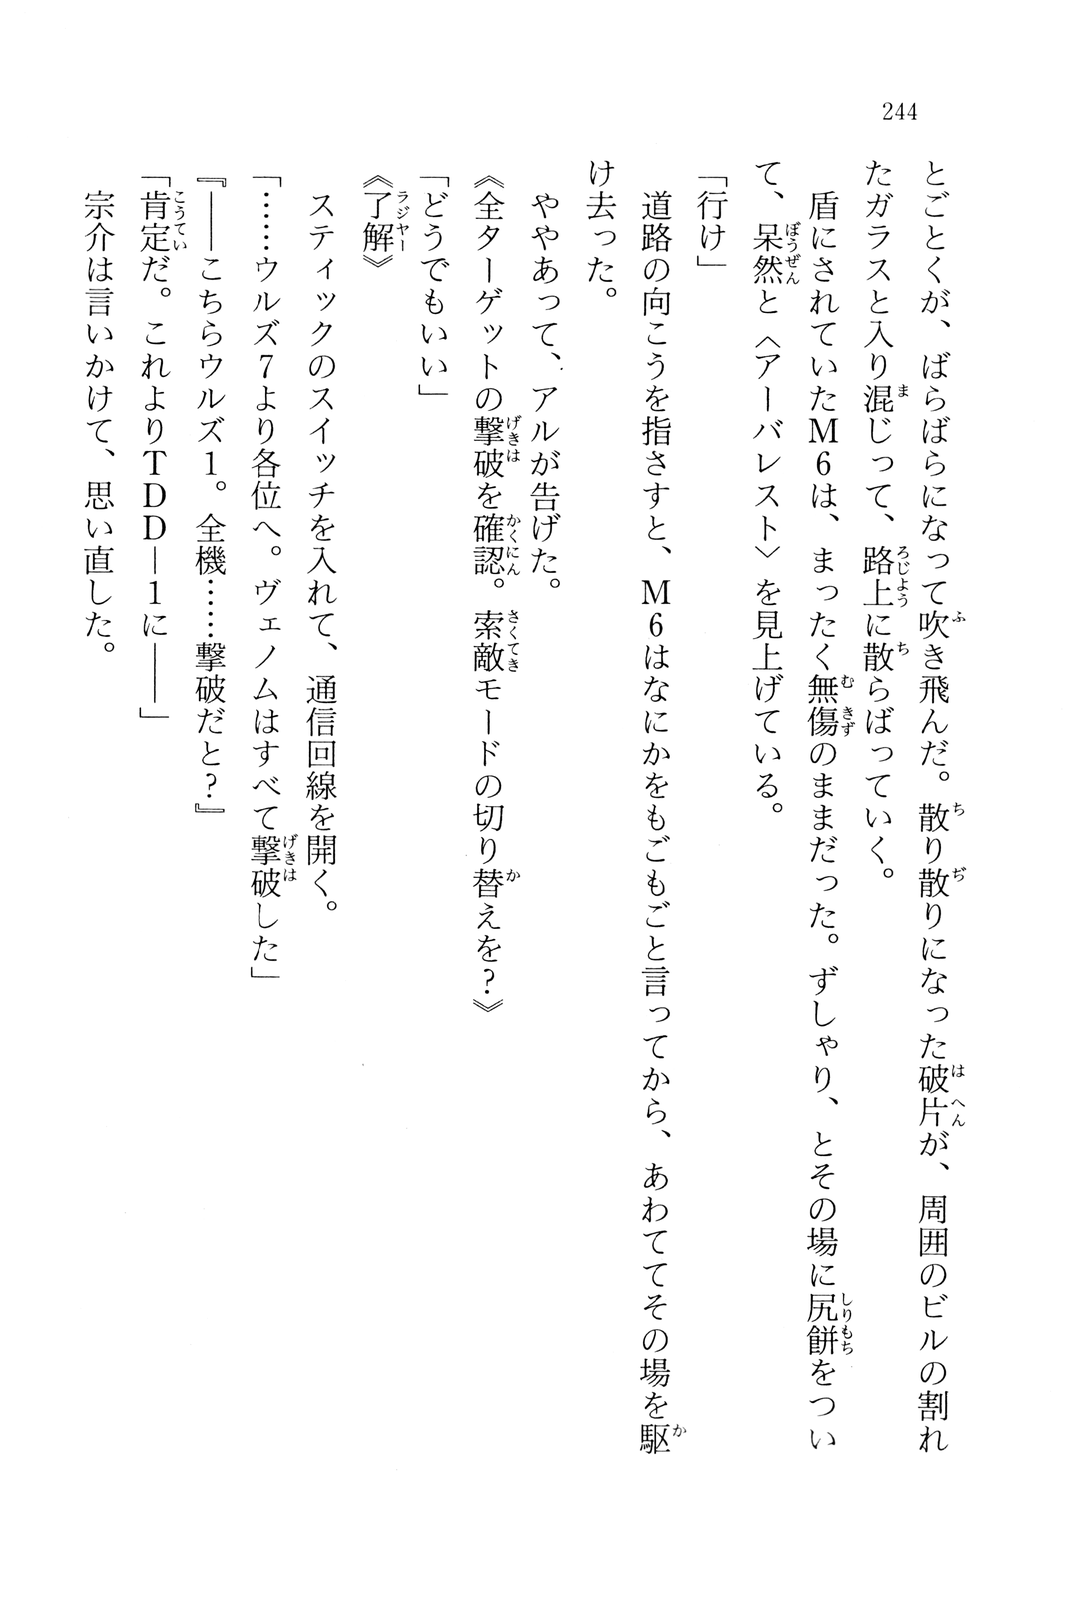 244
とごとくが、ばらばらになって吹き飛んだ。散り散りになった破片が、周囲のビルの割れ
たガラスと入り混じって、路上に散らばっていく。
盾にされていたM6は、まったく無傷のままだった。ずしゃり、とその場に尻餅をつい
て、呆然と〈アーバレスト〉を見上げている。
「行け」
道路の向こうを指さすと、M6はなにかをもごもごと言ってから、あわててその場を駆
け去った。
ややあって、アルが告げた。
《全ターゲットの撃破を確認。索敵モードの切り替えを?》
「どうでもいい」
《了解》
スティックのスイッチを入れて、通信回線を開く。
「……ウルズ7より各位へ。ヴェノムはすべて撃破した」
『――こちらウルズ1。全機……撃破だと?』
「肯定だ。これよりTDD―1に――」
宗介は言いかけて、思い直した。